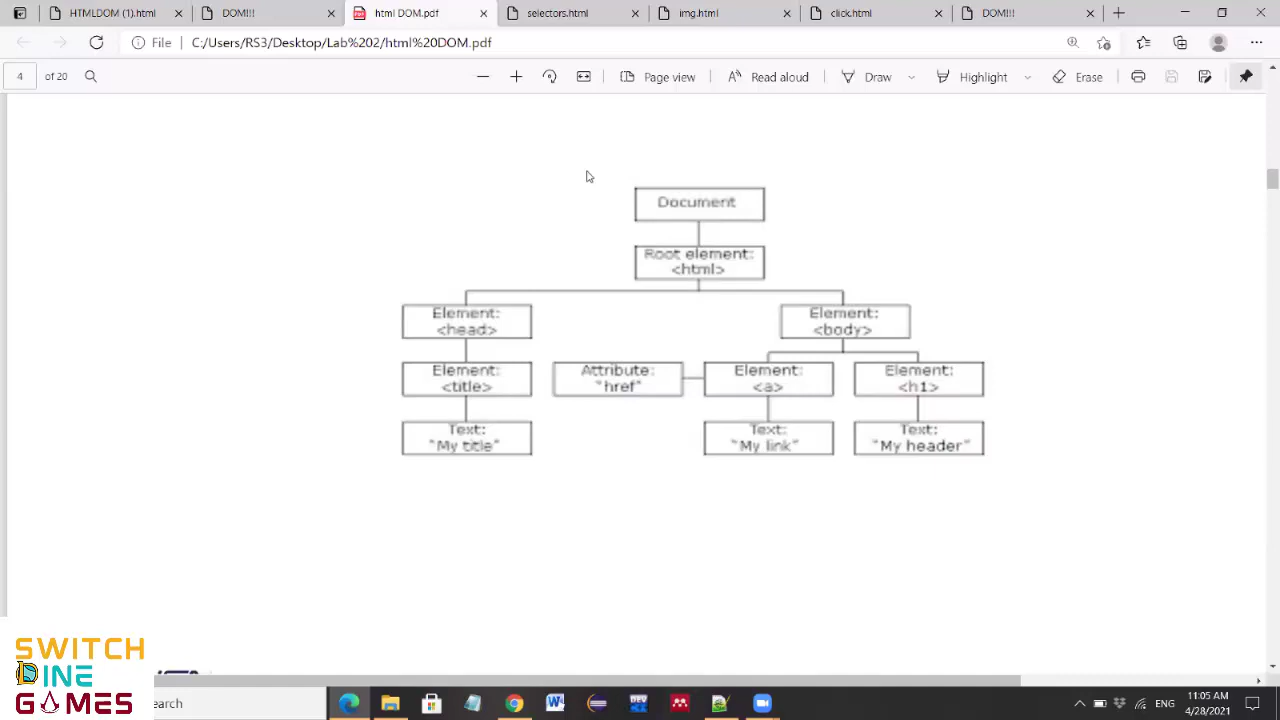 HTMLDOM (1).html
DOM!!!
html DOM.pdf
selectors.html
img.html
click.html
DOM!!!
File
C:/Users/RS3/Desktop/Lab%202/html%20DOM.pdf
4 of 20
Page view
Read aloud
Draw
Highlight
Erase
Document
Root element:
<html>
Element:
<head>
Element:
<body>
Element:
<title>
Attribute:
"href"
Element:
<a>
Element:
<h1>
Text:
"My title"
Text:
"My link"
Text:
"My header"
SWITCH
DINE
GAMES
search
DEV
ENG
11:05 AM
4/28/2021